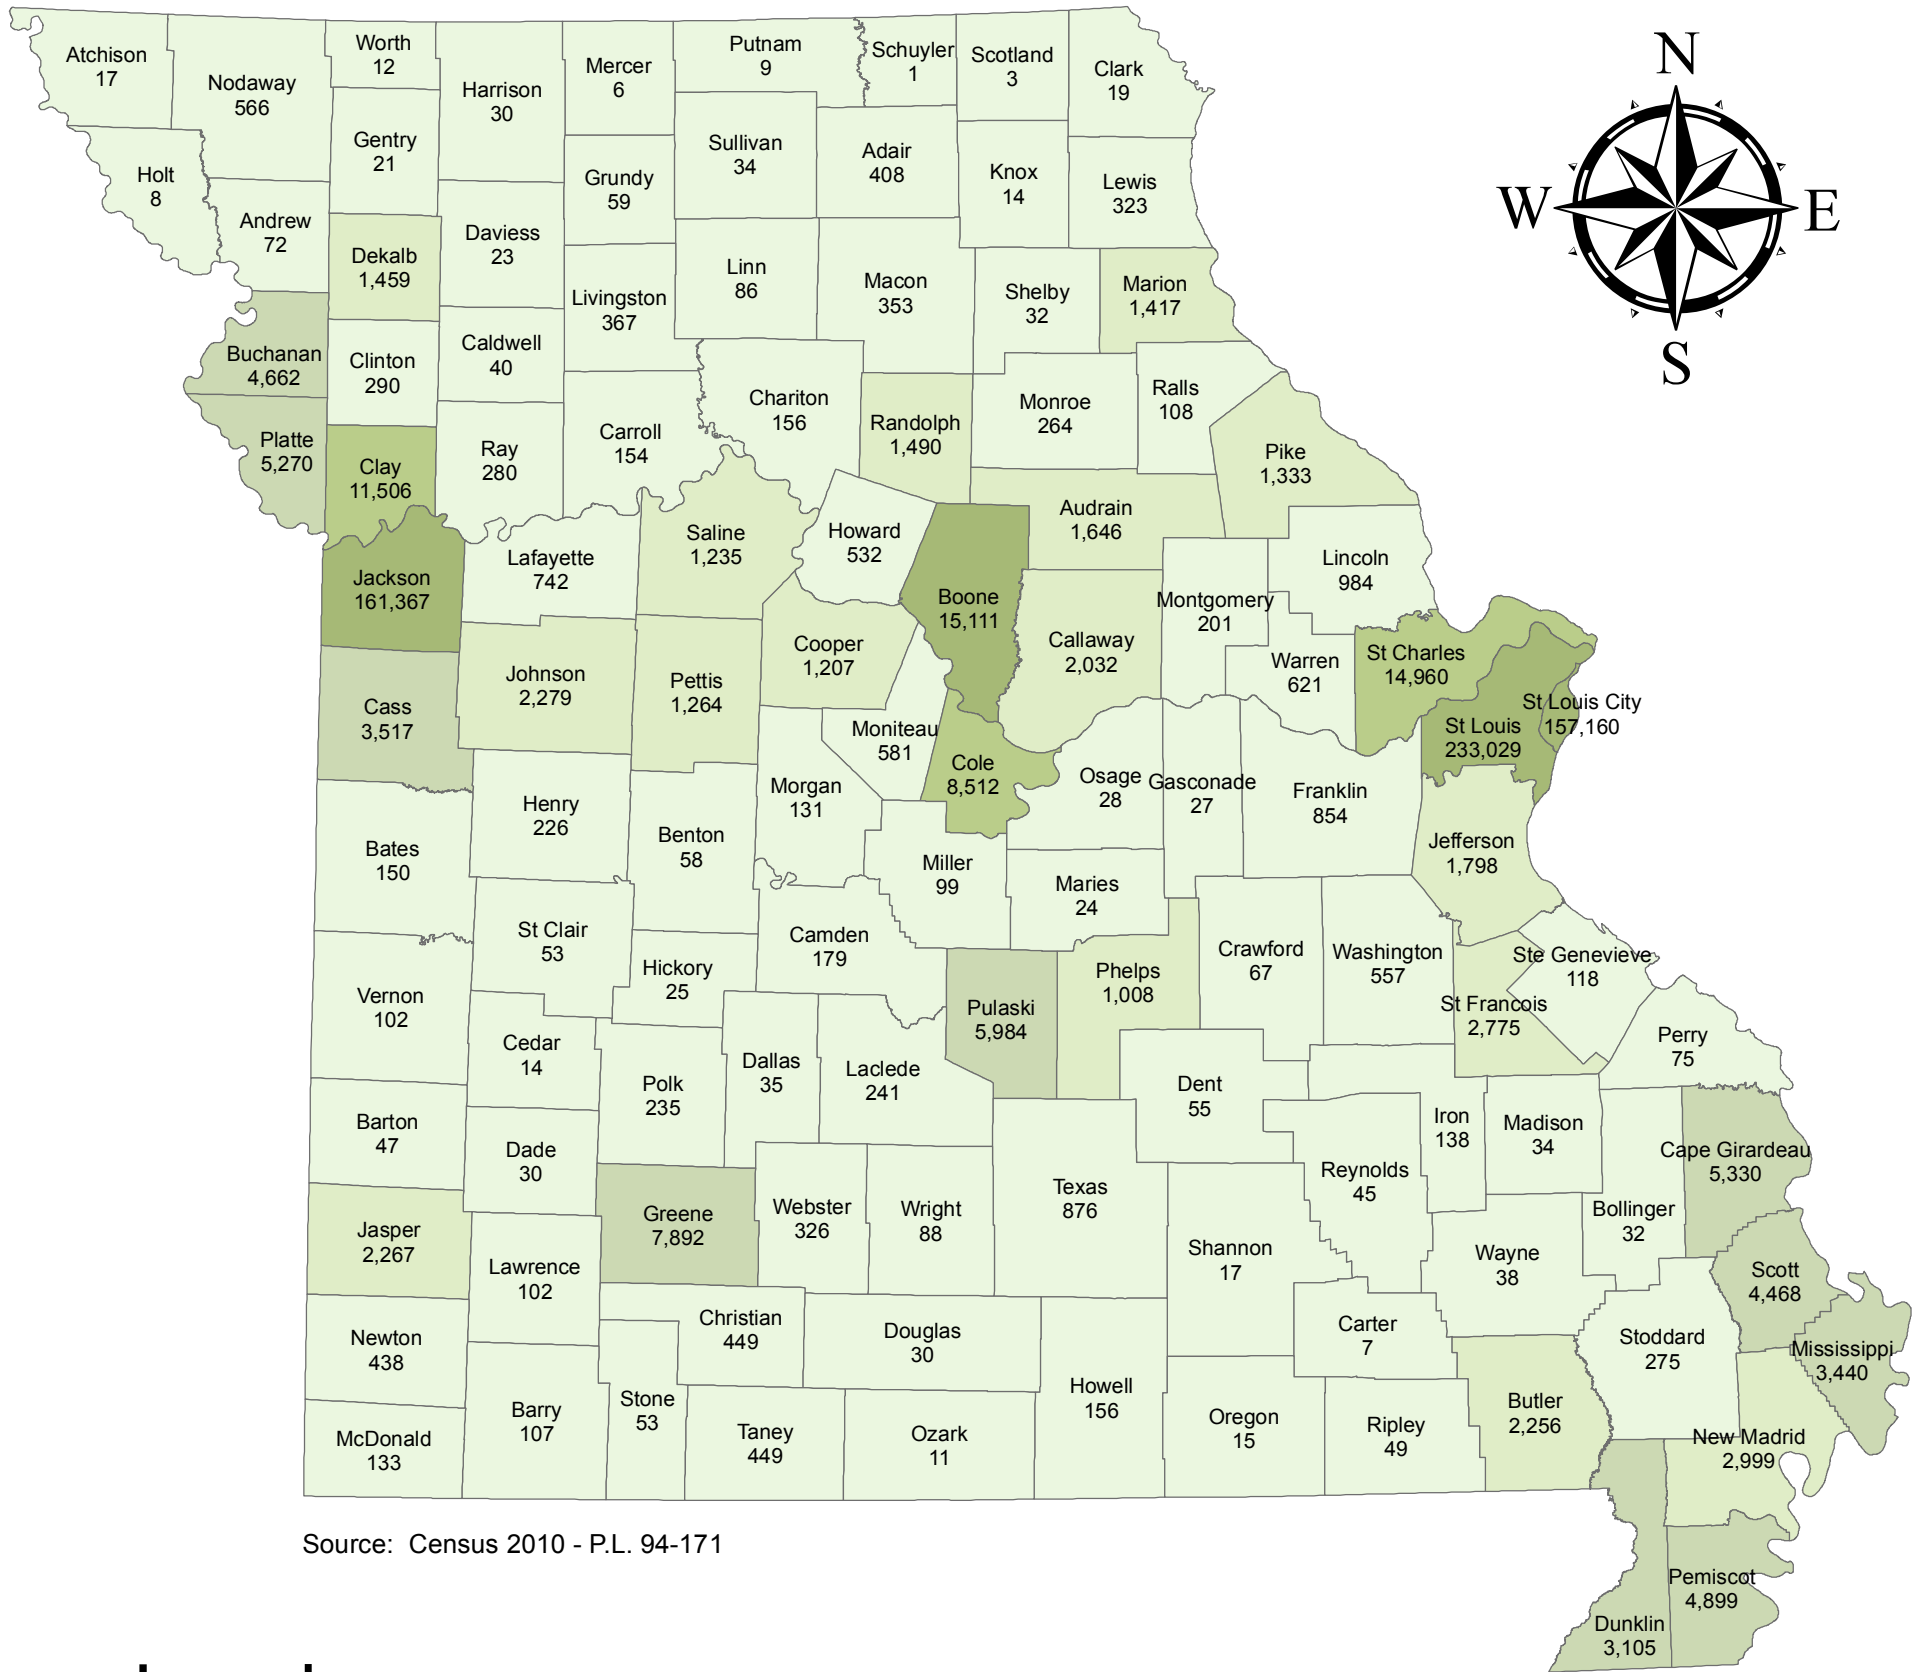 N
W
E
S
Atchison
17
Nodaway
566
Worth
12
Harrison
30
Mercer
6
Putnam
9
Schuyler
1
Scotland
3
Clark
19
Gentry
21
Sullivan
34
Adair
408
Knox
14
Lewis
323
Holt
8
Andrew
72
Grundy
59
Dekalb
1,459
Daviess
23
Livingston
367
Linn
86
Macon
353
Shelby
32
Marion
1,417
Buchanan
4,662
Clinton
290
Caldwell
40
Chariton
156
Randolph
1,490
Monroe
264
Ralls
108
Platte
5,270
Clay
11,506
Ray
280
Carroll
154
Pike
1,333
Saline
1,235
Howard
532
Audrain
1,646
Lincoln
984
Jackson
161,367
Lafayette
742
Boone
15,111
Montgomery
201
Callaway
2,032
Cooper
1,207
Warren
621
St Charles
14,960
St Louis City
157,160
St Louis
233,029
Johnson
2,279
Pettis
1,264
Cass
3,517
Moniteau
581
Cole
8,512
Osage
28
Gasconade
27
Franklin
854
Morgan
131
Henry
226
Benton
58
Jefferson
1,798
Bates
150
Miller
99
Maries
24
St Clair
53
Camden
179
Crawford
67
Washington
557
Ste Genevieve
118
Hickory
25
Phelps
1,008
Vernon
102
Pulaski
5,984
St Francois
2,775
Perry
75
Cedar
14
Polk
235
Dallas
35
Laclede
241
Dent
55
Iron
138
Madison
34
Barton
47
Dade
30
Reynolds
45
Cape Girardeau
5,330
Jasper
2,267
Greene
7,892
Webster
326
Wright
88
Texas
876
Bollinger
32
Shannon
17
Wayne
38
Lawrence
102
Scott
4,468
Newton
438
Christian
449
Douglas
30
Carter
7
Stoddard
275
Mississippi
3,440
McDonald
133
Barry
107
Stone
53
Taney
449
Ozark
11
Howell
156
Oregon
15
Ripley
49
Butler
2,256
New Madrid
2,999
Pemiscot
4,899
Dunklin
3,105
Source: Census 2010 - P.L. 94-171